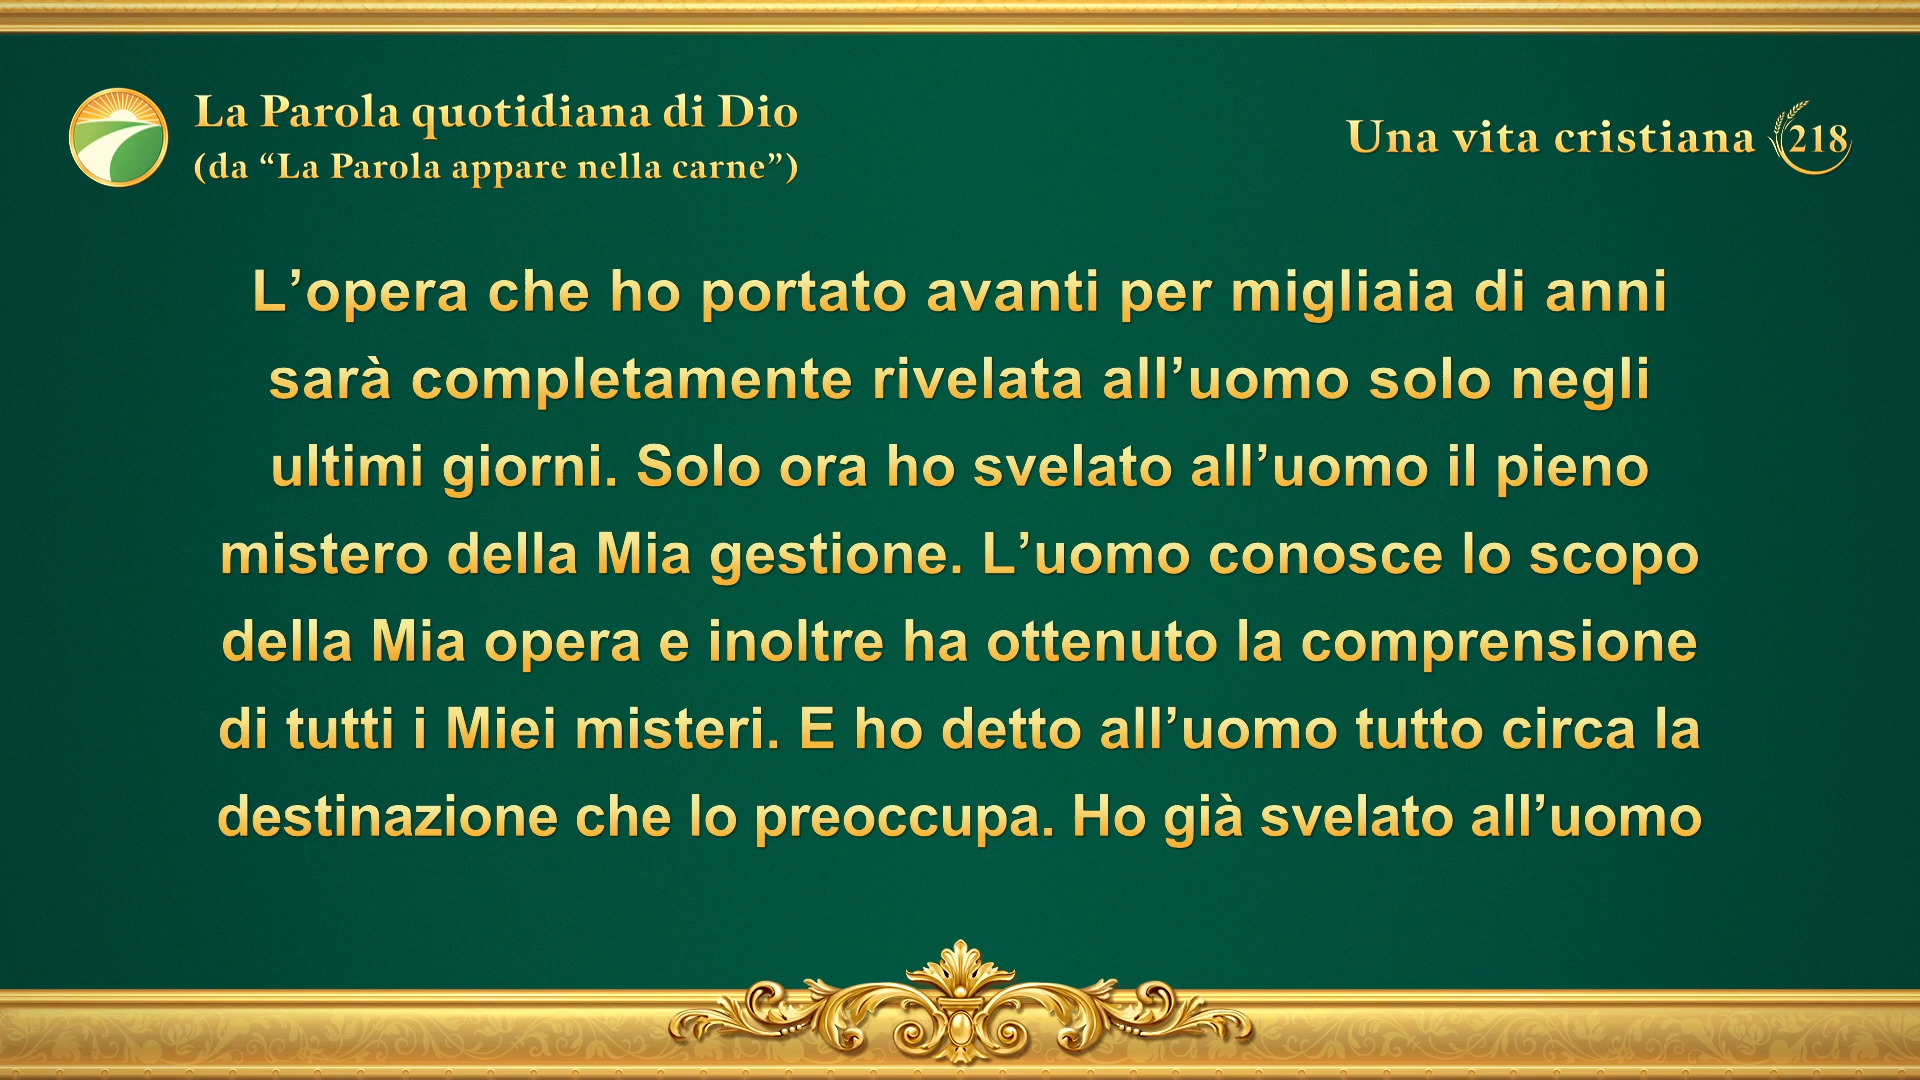 La Parola quotidiana di Dio
(da “La Parola appare nella carne”)
Una vita cristiana 218
L’opera che ho portato avanti per migliaia di anni
sarà completamente rivelata all’uomo solo negli
ultimi giorni. Solo ora ho svelato all’uomo il pieno
mistero della Mia gestione. L’uomo conosce lo scopo
della Mia opera e inoltre ha ottenuto la comprensione
di tutti i Miei misteri. E ho detto all’uomo tutto circa la
destinazione che lo preoccupa. Ho già svelato all’uomo